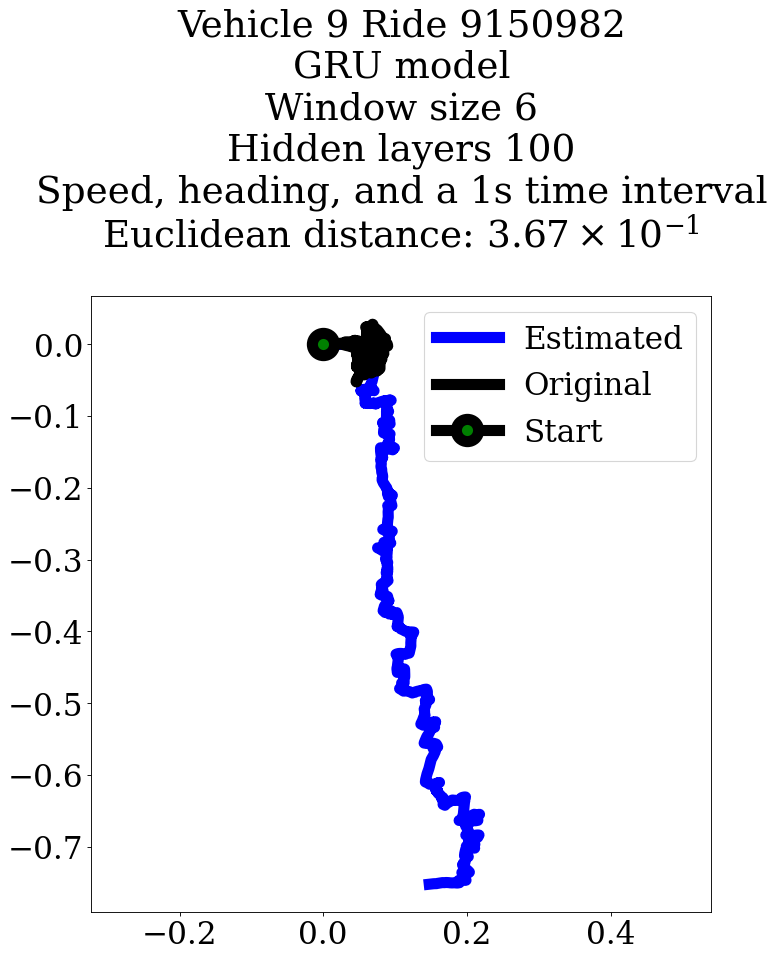 Vehicle 9 Ride 9150982
GRU model
Window size 6
Hidden layers 100
Speed, heading, and a 1s time interval
Euclidean distance: 3.67 × 10⁻¹
Estimated
Original
Start
0.0
−0.1
−0.2
−0.3
−0.4
−0.5
−0.6
−0.7
−0.2 0.0 0.2 0.4